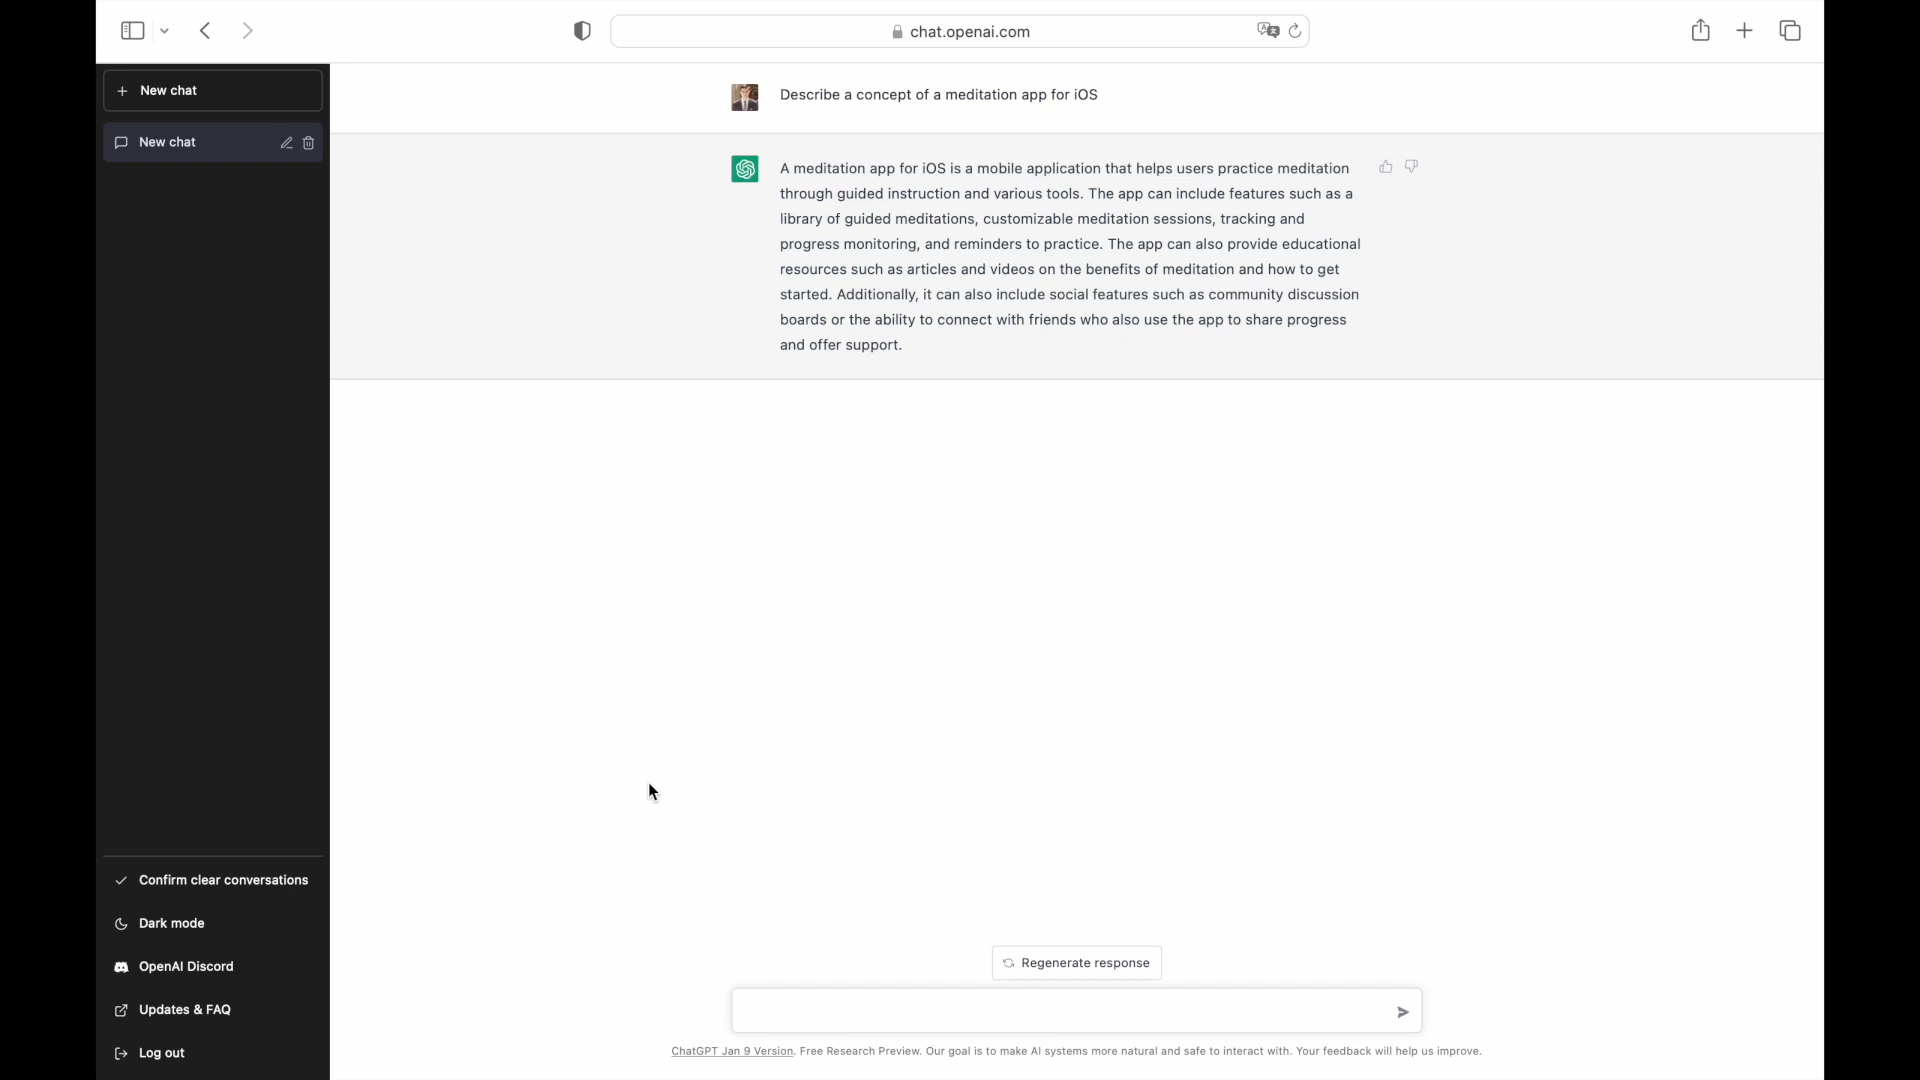 chat.openai.com
New chat
New chat
Describe a concept of a meditation app for iOS
A meditation app for iOS is a mobile application that helps users practice meditation
through guided instruction and various tools. The app can include features such as a
library of guided meditations, customizable meditation sessions, tracking and
progress monitoring, and reminders to practice. The app can also provide educational
resources such as articles and videos on the benefits of meditation and how to get
started. Additionally, it can also include social features such as community discussion
boards or the ability to connect with friends who also use the app to share progress
and offer support.
Confirm clear conversations
Dark mode
OpenAI Discord
Updates & FAQ
Log out
Regenerate response
ChatGPT Jan 9 Version. Free Research Preview. Our goal is to make AI systems more natural and safe to interact with. Your feedback will help us improve.